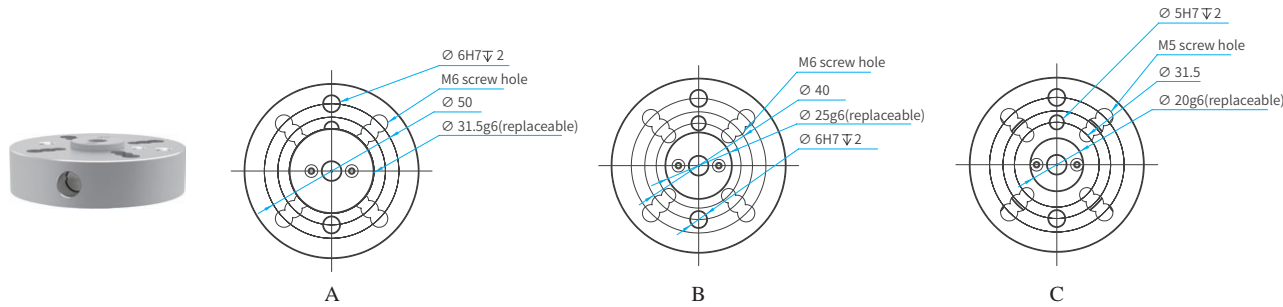 Ø 6H7↧2
M6 screw hole
Ø 50
Ø 31.5g6(replaceable)
A
M6 screw hole
Ø 40
Ø 25g6(replaceable)
Ø 6H7↧2
B
Ø 5H7↧2
M5 screw hole
Ø 31.5
Ø 20g6(replaceable)
C